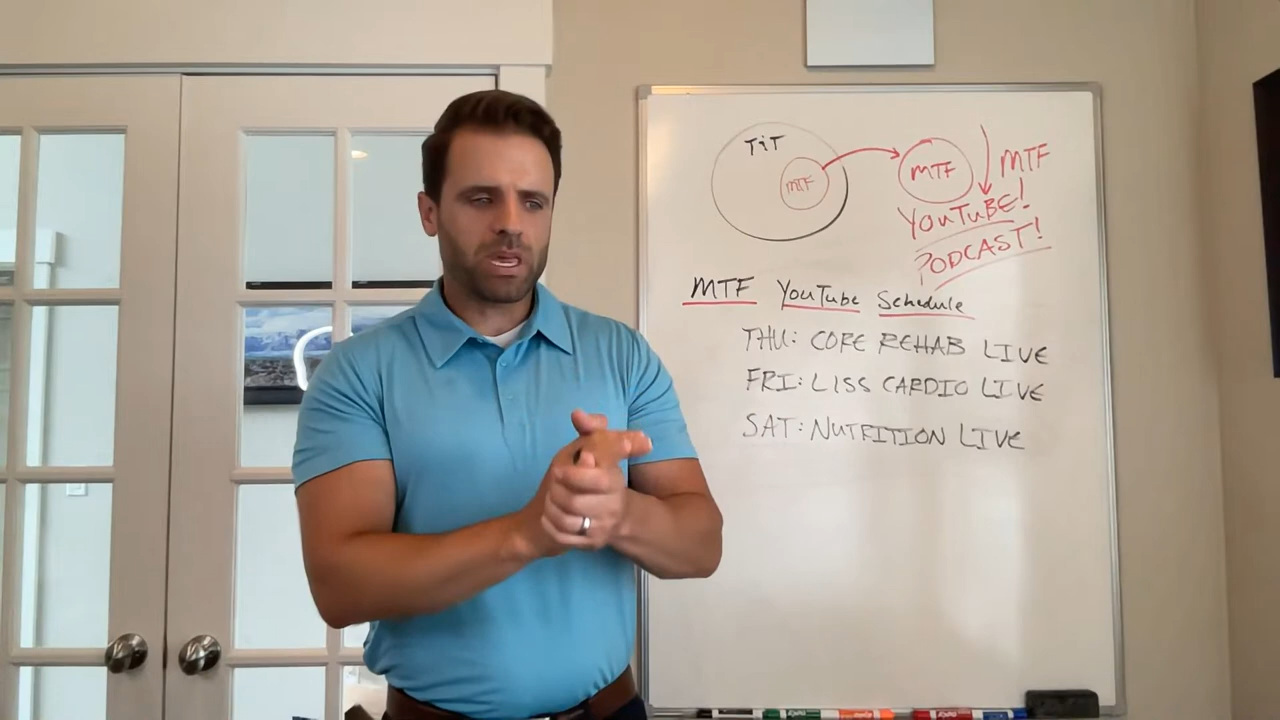 TiT
MTF
MTF
MTF
YOUTUBE!
PODCAST!
MTF YouTube Schedule
THU: CORE REHAB LIVE
FRI: LISS CARDIO LIVE
SAT: NUTRITION LIVE
EXPO